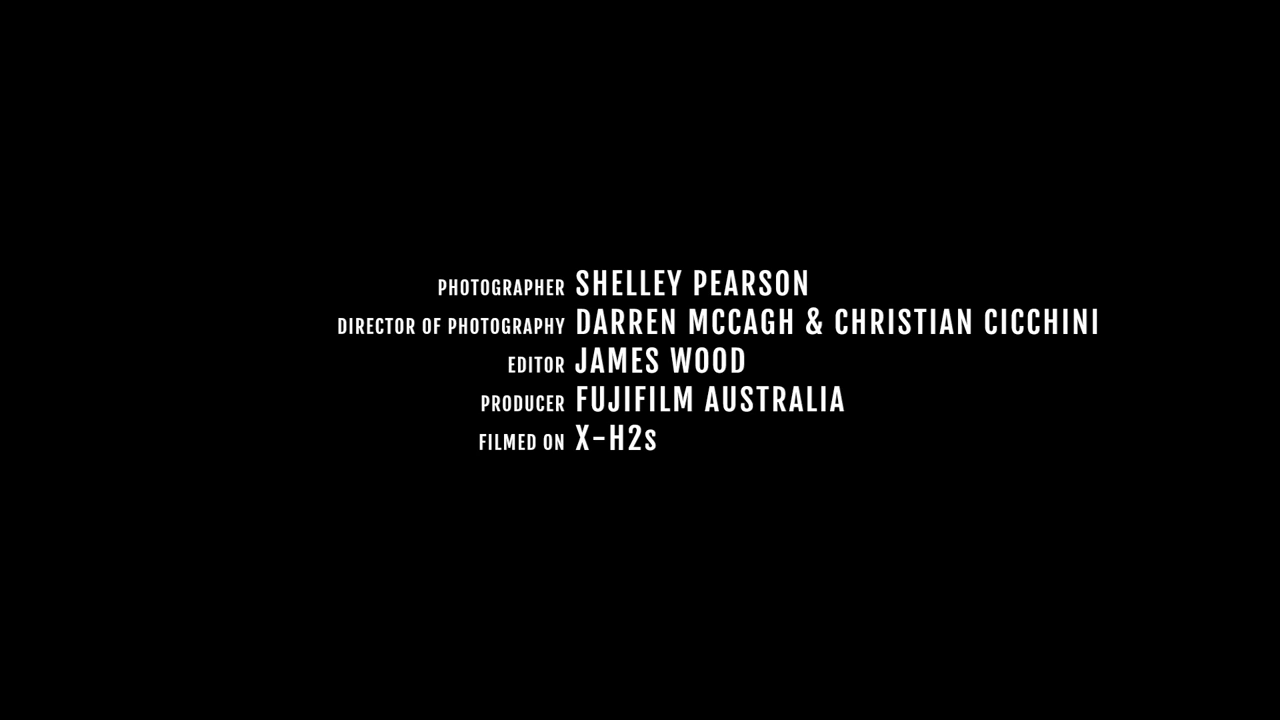 PHOTOGRAPHER SHELLEY PEARSON
DIRECTOR OF PHOTOGRAPHY DARREN MCCAGH & CHRISTIAN CICCHINI
EDITOR JAMES WOOD
PRODUCER FUJIFILM AUSTRALIA
FILMED ON X-H2s